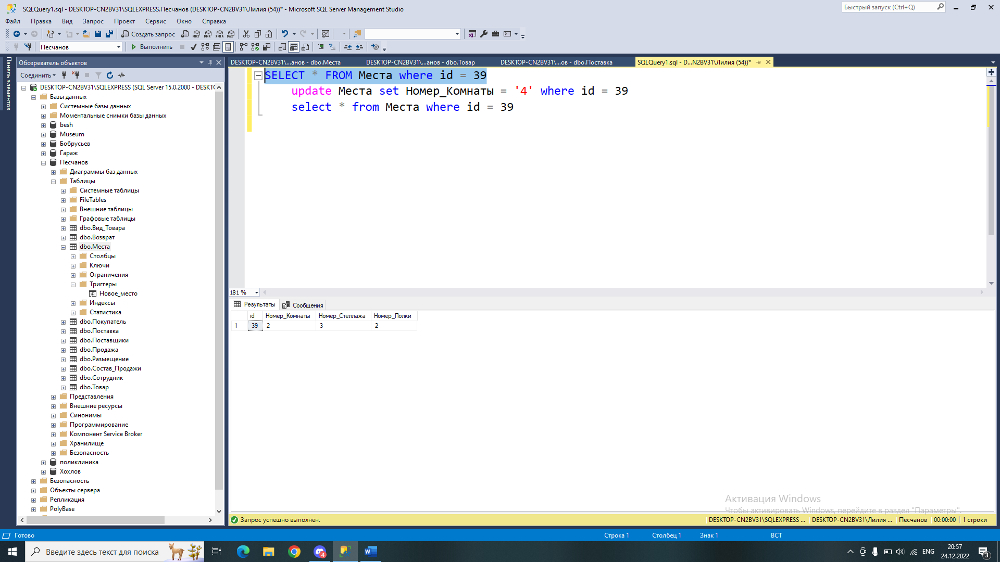 SQLQuery1.sql - DESKTOP-CN2BV31\SQLEXPRESS.Песчанов (DESKTOP-CN2BV31\Лилия (54))* - Microsoft SQL Server Management Studio
Быстрый запуск (Ctrl+Q)
Файл Правка Вид Запрос Проект Сервис Окно Справка
Создать запрос MDX DMX XMLA DAX
Песчанов Выполнить
Панель элементов
Обозреватель объектов
Соединить
DESKTOP-CN2BV31\SQLEXPRESS (SQL Server 15.0.2000 - DESKT
Базы данных
Системные базы данных
Моментальные снимки базы данных
besh
Museum
Бобрусьев
Гараж
Песчанов
Диаграммы баз данных
Таблицы
Системные таблицы
FileTables
Внешние таблицы
Графовые таблицы
dbo.Вид_Товара
dbo.Возврат
dbo.Места
Столбцы
Ключи
Ограничения
Триггеры
Новое_место
Индексы
Статистика
dbo.Покупатель
dbo.Поставка
dbo.Поставщики
dbo.Продажа
dbo.Размещение
dbo.Состав_Продажи
dbo.Сотрудник
dbo.Товар
Представления
Внешние ресурсы
Синонимы
Программирование
Компонент Service Broker
Хранилище
Безопасность
поликлиника
Хохлов
Безопасность
Объекты сервера
Репликация
PolyBase
DESKTOP-CN2BV31\...анов - dbo.Места DESKTOP-CN2BV31\...анов - dbo.Товар DESKTOP-CN2BV31\...ов - dbo.Поставка SQLQuery1.sql - D...N2BV31\Лилия (54))*
SELECT * FROM Места where id = 39
update Места set Номер_Комнаты = '4' where id = 39
select * from Места where id = 39
181 %
Результаты Сообщения
id Номер_Комнаты Номер_Стеллажа Номер_Полки
1 39 2 3 2
Активация Windows
Чтобы активировать Windows, перейдите в раздел "Параметры".
Запрос успешно выполнен. DESKTOP-CN2BV31\SQLEXPRESS ... DESKTOP-CN2BV31\Лилия ... Песчанов 00:00:00 1 строки
Готово Строка 1 Столбец 1 Знак 1 ВСТ
Введите здесь текст для поиска 4 ENG 20:57
24.12.2022 3